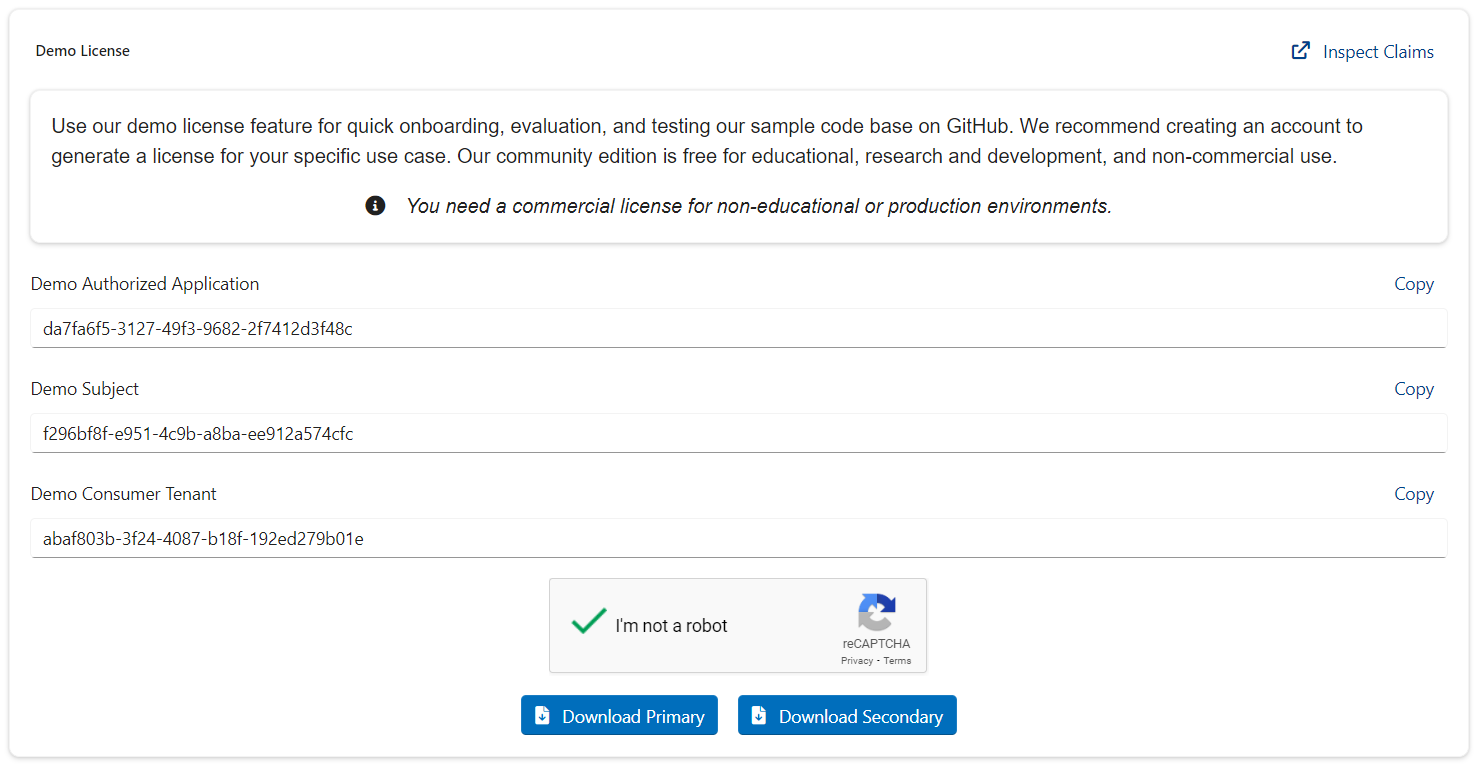 Demo License
Inspect Claims
Use our demo license feature for quick onboarding, evaluation, and testing our sample code base on GitHub. We recommend creating an account to
generate a license for your specific use case. Our community edition is free for educational, research and development, and non-commercial use.
You need a commercial license for non-educational or production environments.
Demo Authorized Application
Copy
da7fa6f5-3127-49f3-9682-2f7412d3f48c
Demo Subject
Copy
f296bf8f-e951-4c9b-a8ba-ee912a574cfc
Demo Consumer Tenant
Copy
abaf803b-3f24-4087-b18f-192ed279b01e
I'm not a robot
reCAPTCHA
Privacy - Terms
Download Primary
Download Secondary